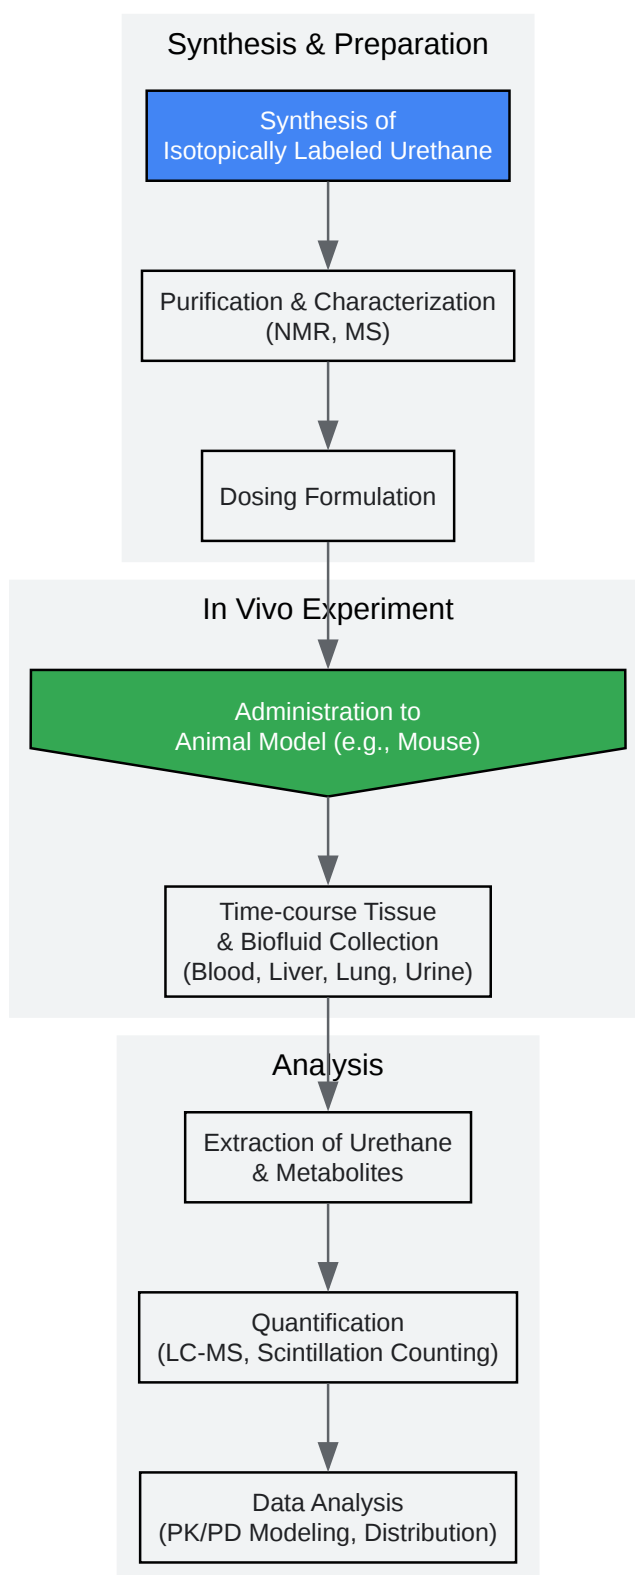 Synthesis & Preparation
Synthesis of
Isotopically Labeled Urethane
Purification & Characterization
(NMR, MS)
Dosing Formulation
In Vivo Experiment
Administration to
Animal Model (e.g., Mouse)
Time-course Tissue
& Biofluid Collection
(Blood, Liver, Lung, Urine)
Analysis
Extraction of Urethane
& Metabolites
Quantification
(LC-MS, Scintillation Counting)
Data Analysis
(PK/PD Modeling, Distribution)